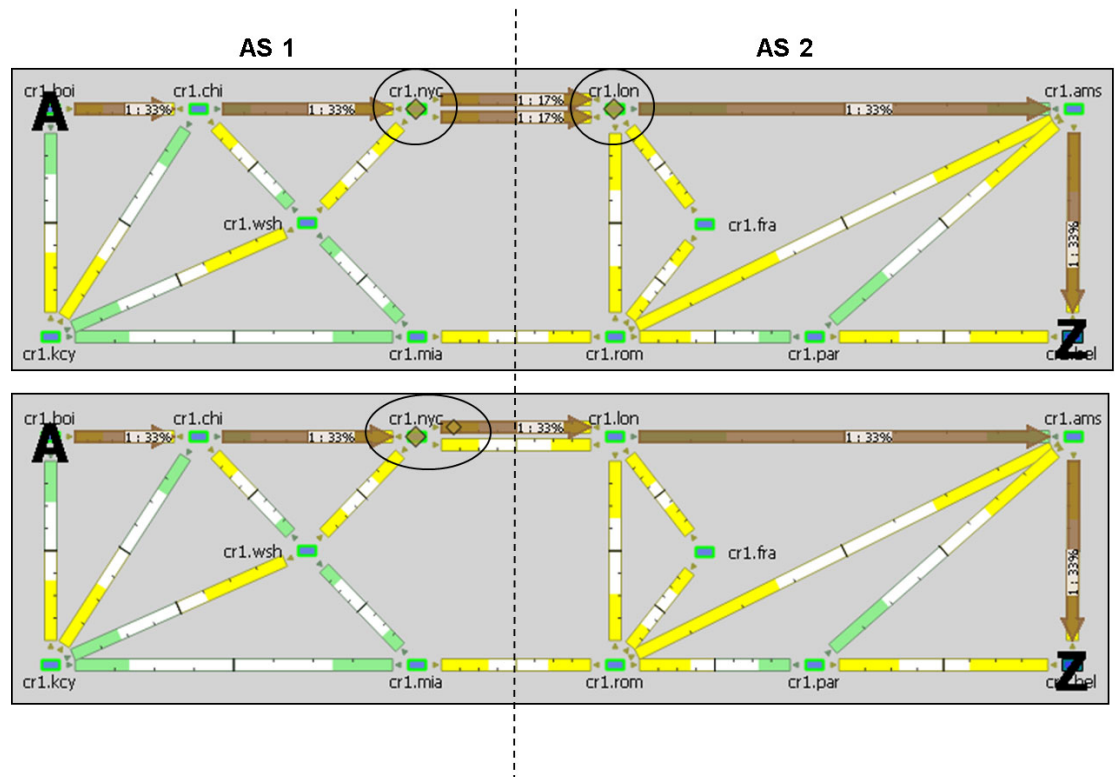 AS 1 AS 2
cr1.boi cr1.chi cr1.nyc cr1.lon cr1.ams
A 1 : 33% 1 : 33% 1 : 17% 1 : 33%
1 : 17%
cr1.wsh cr1.fra
1 : 33%
Z
cr1.kcy cr1.mia cr1.rom cr1.par
cr1.boi cr1.chi cr1.nyc cr1.lon cr1.ams
A 1 : 33% 1 : 33% 1 : 33% 1 : 33%
cr1.wsh cr1.fra
1 : 33%
Z
cr1.kcy cr1.mia cr1.rom cr1.par